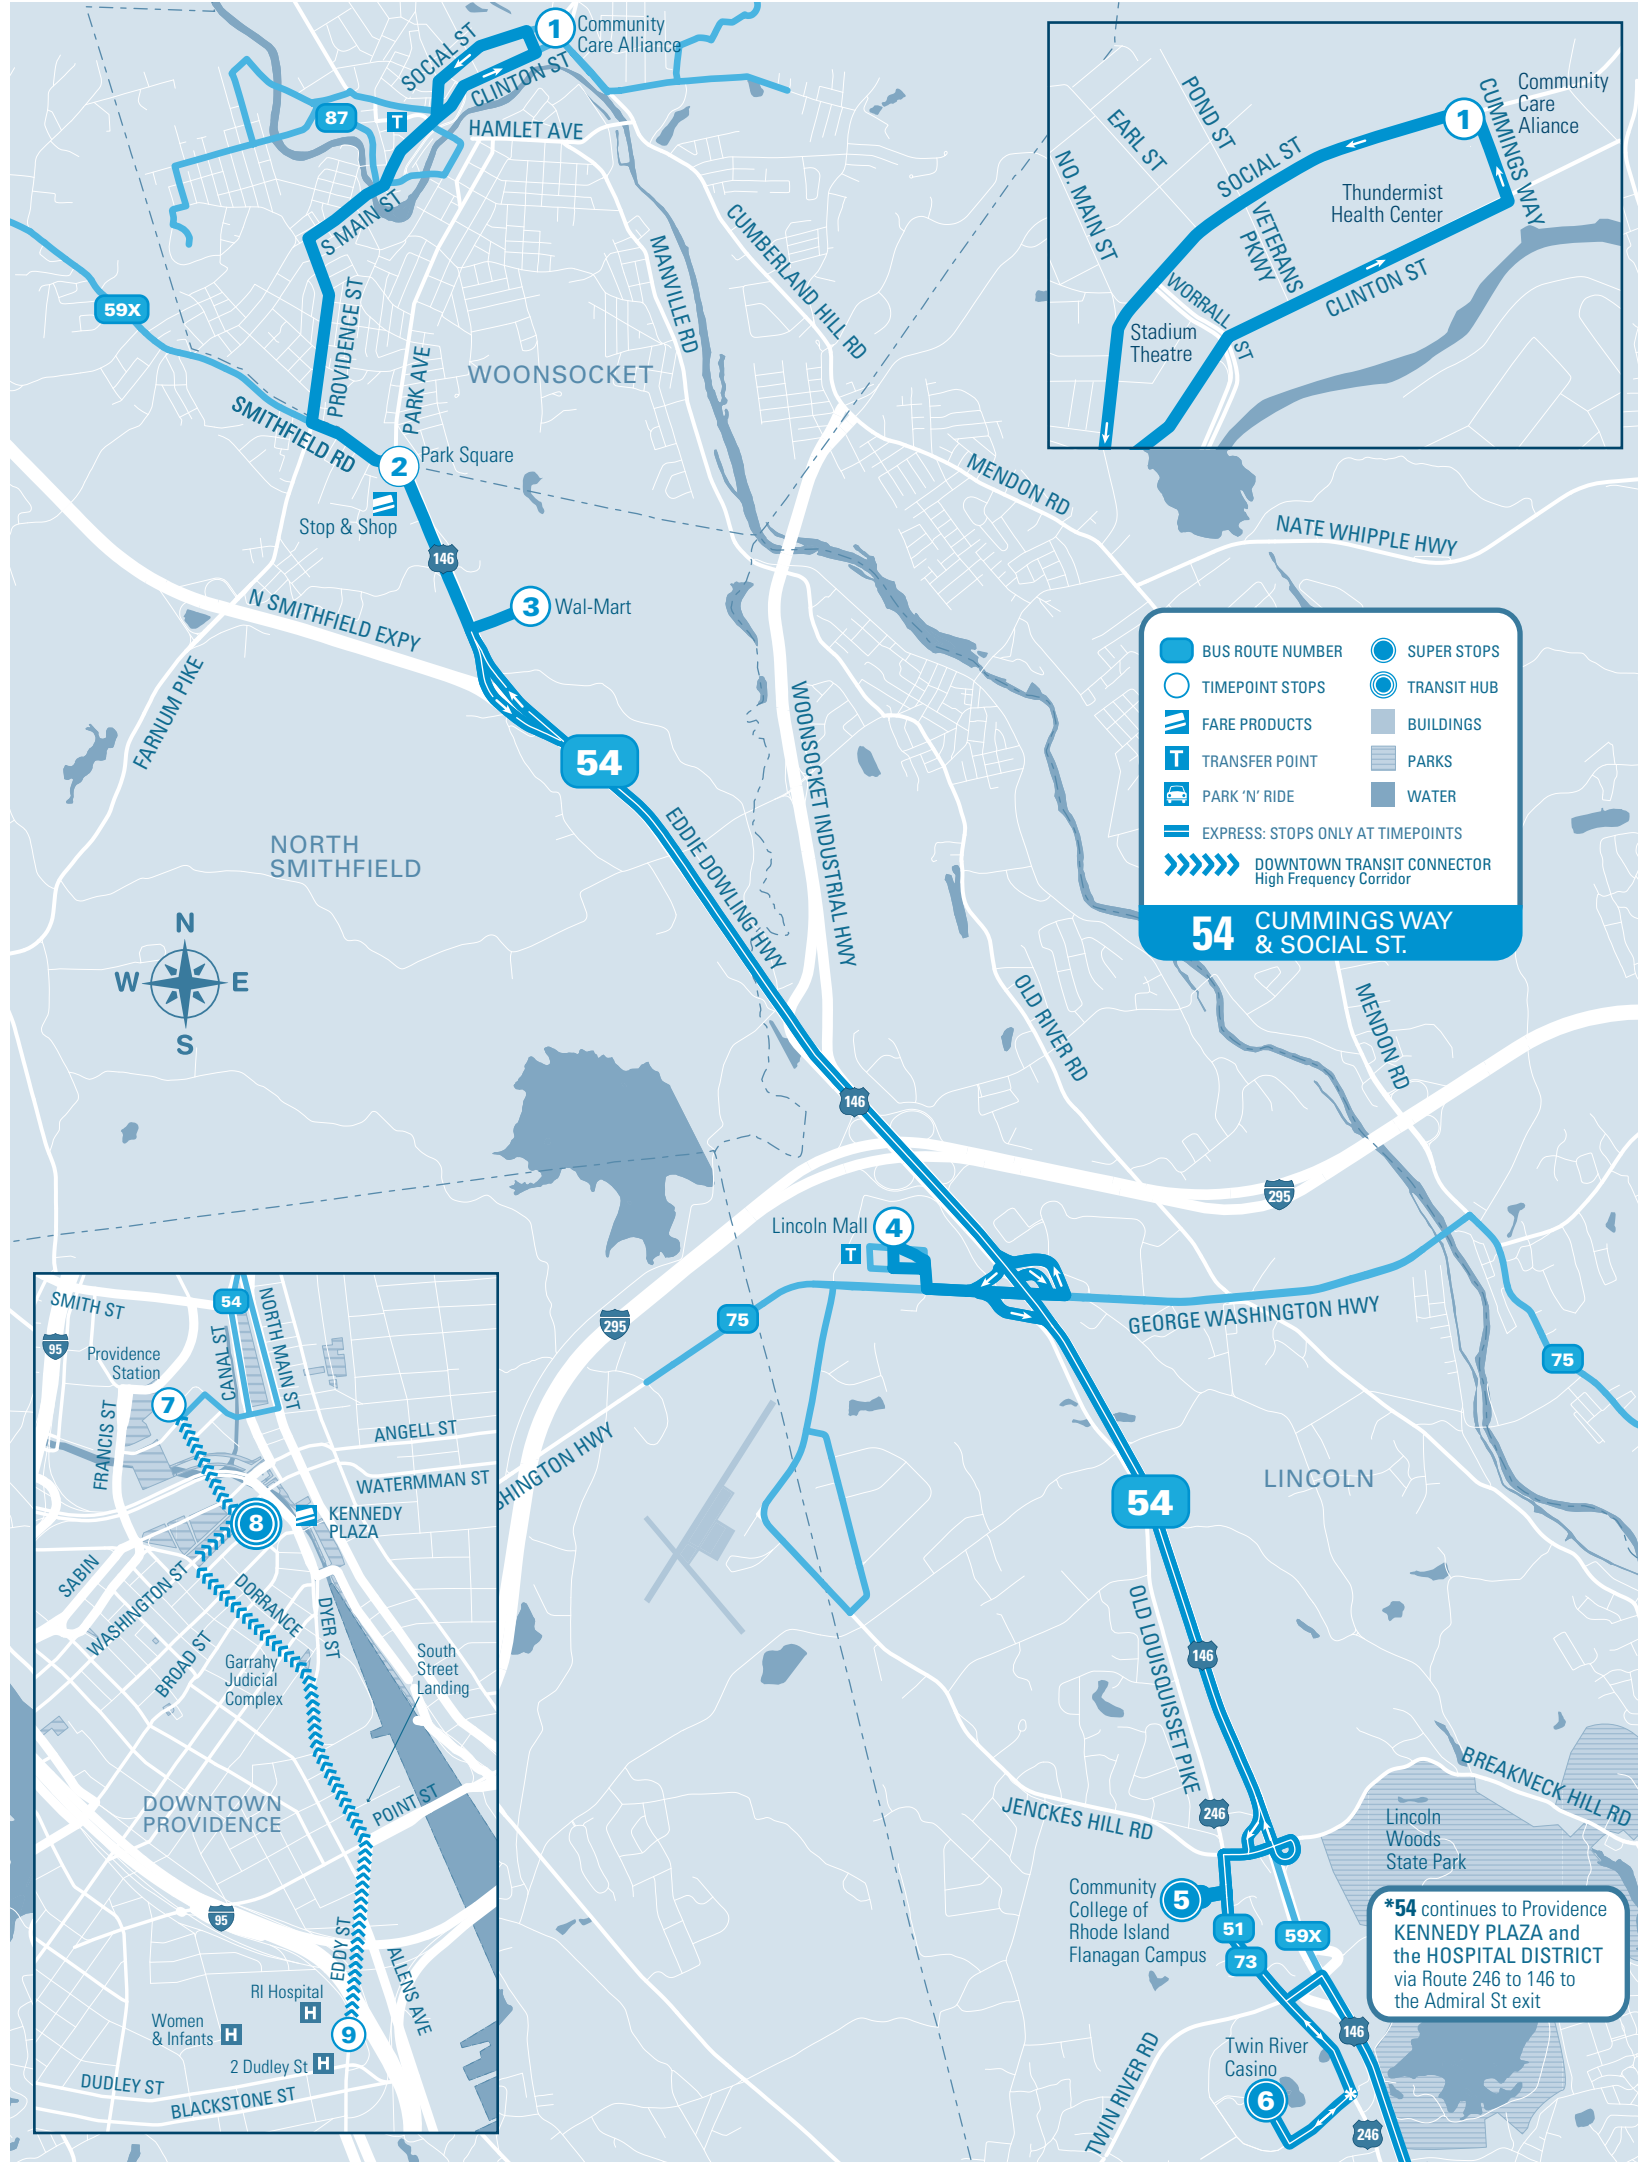 1
Community
Care Alliance
SOCIAL ST
CLINTON ST
87
T
HAMLET AVE
S MAIN ST
CUMBERLAND HILL RD
MANVILLE RD
59X
PROVIDENCE ST
PARK AVE
WOONSOCKET
SMITHFIELD RD
2
Park Square
Stop & Shop
146
3
Wal-Mart
N SMITHFIELD EXPY
FARNUM PIKE
MENDON RD
NATE WHIPPLE HWY
WOONSOCKET INDUSTRIAL HWY
54
EDDIE DOWLING HWY
NORTH
SMITHFIELD
N
W
E
S
OLD RIVER RD
MENDON RD
146
295
Lincoln Mall
4
T
75
295
GEORGE WASHINGTON HWY
75
SHINGTON HWY
LINCOLN
54
OLD LOUISQUISSET PIKE
146
246
JENCKES HILL RD
BREAKNECK HILL RD
Lincoln
Woods
State Park
Community
College of
Rhode Island
Flanagan Campus
5
51
59X
73
*54 continues to Providence
KENNEDY PLAZA and
the HOSPITAL DISTRICT
via Route 246 to 146 to
the Admiral St exit
146
Twin River
Casino
6
*
TWIN RIVER RD
246
POND ST
EARL ST
NO. MAIN ST
SOCIAL ST
1
Community
Care
Aliance
CUMMINGS WAY
Thundermist
Health Center
VETERANS
PKWY
WORRALL ST
CLINTON ST
Stadium
Theatre
BUS ROUTE NUMBER
SUPER STOPS
TIMEPOINT STOPS
TRANSIT HUB
FARE PRODUCTS
BUILDINGS
T
TRANSFER POINT
PARKS
PARK 'N' RIDE
WATER
EXPRESS: STOPS ONLY AT TIMEPOINTS
DOWNTOWN TRANSIT CONNECTOR
High Frequency Corridor
54
CUMMINGS WAY
& SOCIAL ST.
SMITH ST
54
NORTH MAIN ST
95
Providence
Station
CANAL ST
7
FRANCIS ST
ANGELL ST
WATERMMAN ST
8
KENNEDY
PLAZA
SABIN
WASHINGTON ST
DORRANCE
DYER ST
BROAD ST
Garrahy
Judicial
Complex
South
Street
Landing
DOWNTOWN
PROVIDENCE
POINT ST
95
EDDY ST
ALLENS AVE
RI Hospital
H
Women
& Infants
H
9
2 Dudley St
H
DUDLEY ST
BLACKSTONE ST